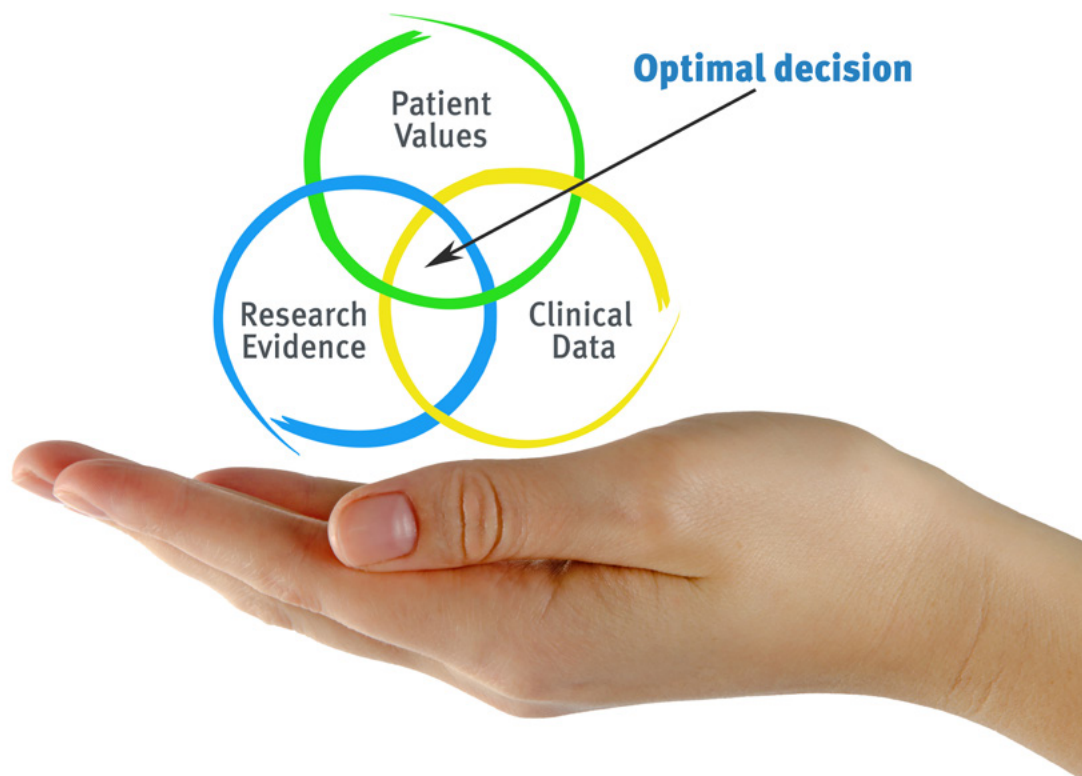 Optimal decision
Patient
Values
Research
Evidence
Clinical
Data